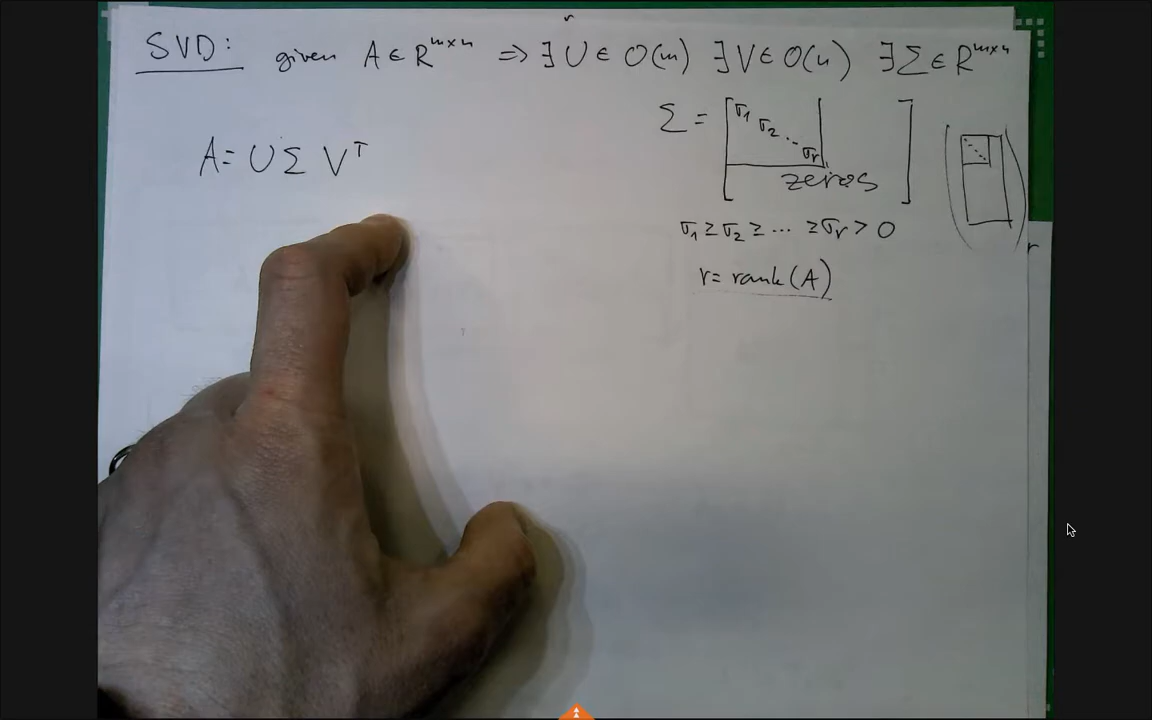 SVD: given A ∈ R^{m×n} ⇒ ∃ U ∈ O(m) ∃ V ∈ O(n) ∃ Σ ∈ R^{m×n}
Σ = [σ₁ σ₂ ⋱ σᵣ zeros]
A = U Σ V^T
σ₁ ≥ σ₂ ≥ ⋯ ≥ σᵣ > 0
r = rank(A)